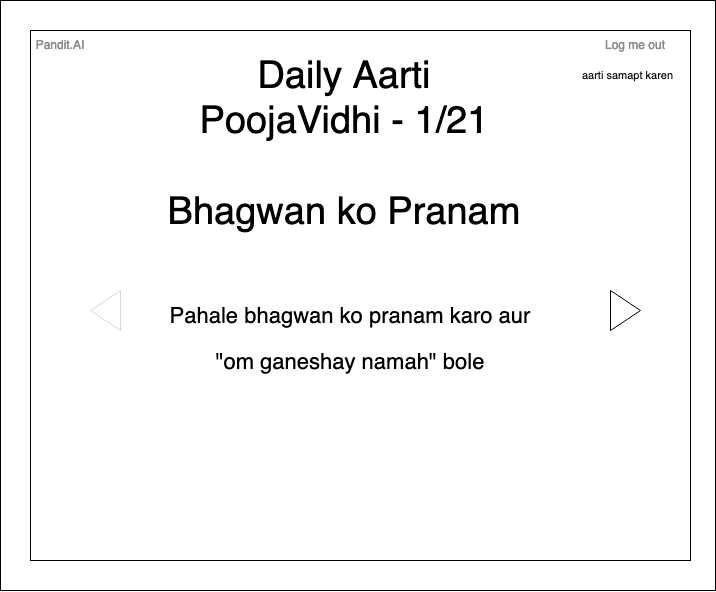 Pandit.AI
Log me out
Daily Aarti
aarti samapt karen
PoojaVidhi - 1/21
Bhagwan ko Pranam
Pahale bhagwan ko pranam karo aur
"om ganeshay namah" bole